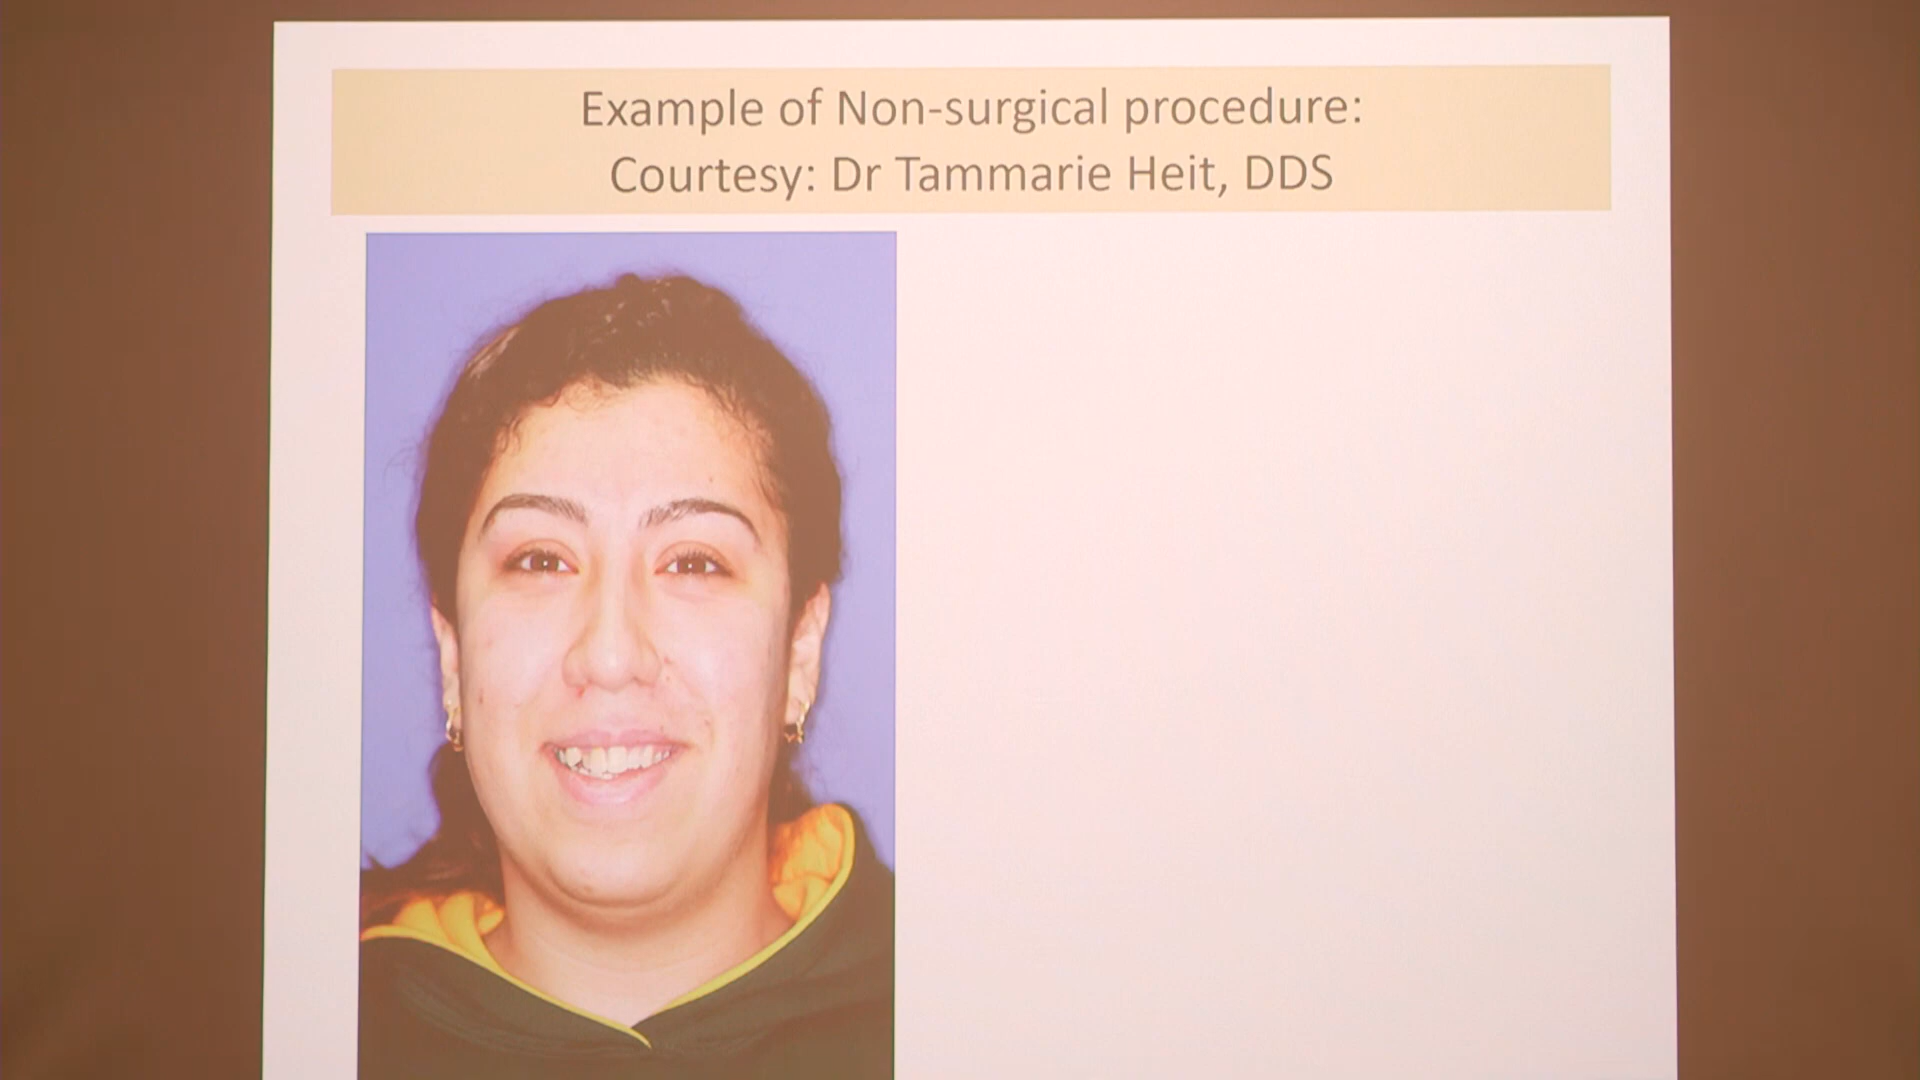 Example of Non-surgical procedure:
Courtesy: Dr Tammarie Heit, DDS